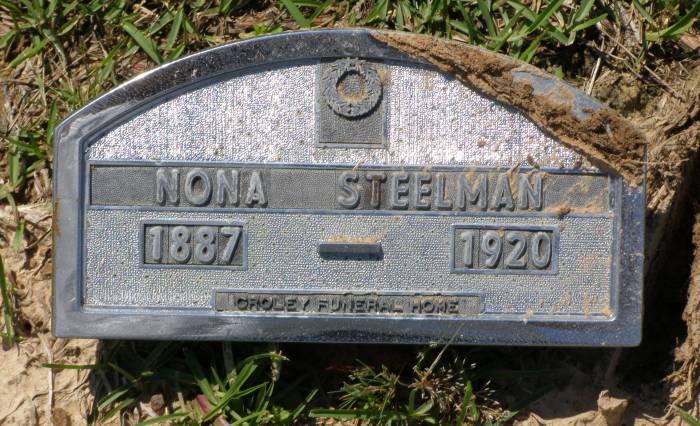 NONA STEELMAN
1887 - 1920
CROLEY FUNERAL HOME